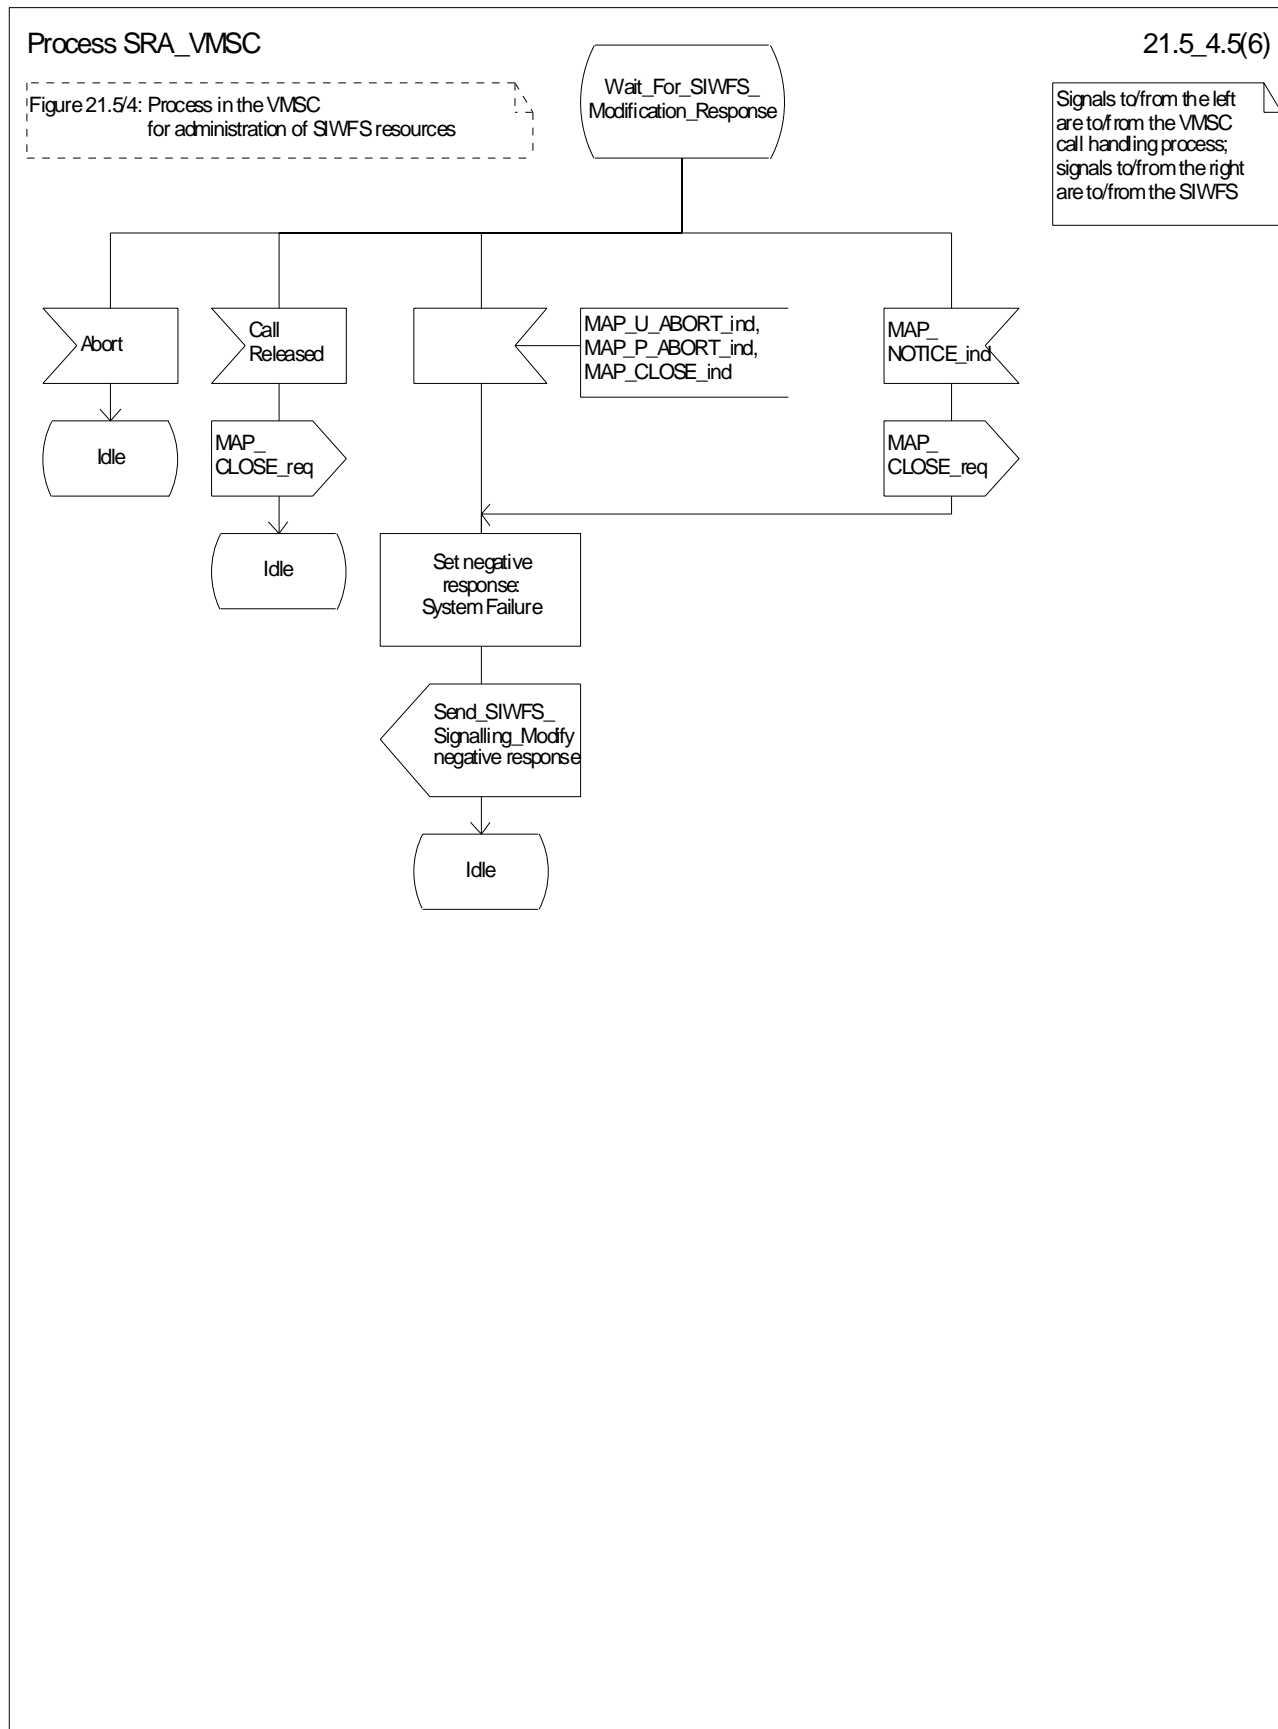 Process SRA_VMSC
21.5_4.5(6)
Figure 21.5/4: Process in the VMSC
for administration of SIWFS resources
Wait_For_SIWFS_
Modification_Response
Signals to/from the left
are to/from the VMSC
call handling process;
signals to/from the right
are to/from the SIWFS
Abort
Call
Released
MAP_U_ABORT_ind,
MAP_P_ABORT_ind,
MAP_CLOSE_ind
MAP_
NOTICE_ind
Idle
MAP_
CLOSE_req
MAP_
CLOSE_req
Idle
Set negative
response:
System Failure
Send_SIWFS_
Signalling_Modify
negative response
Idle